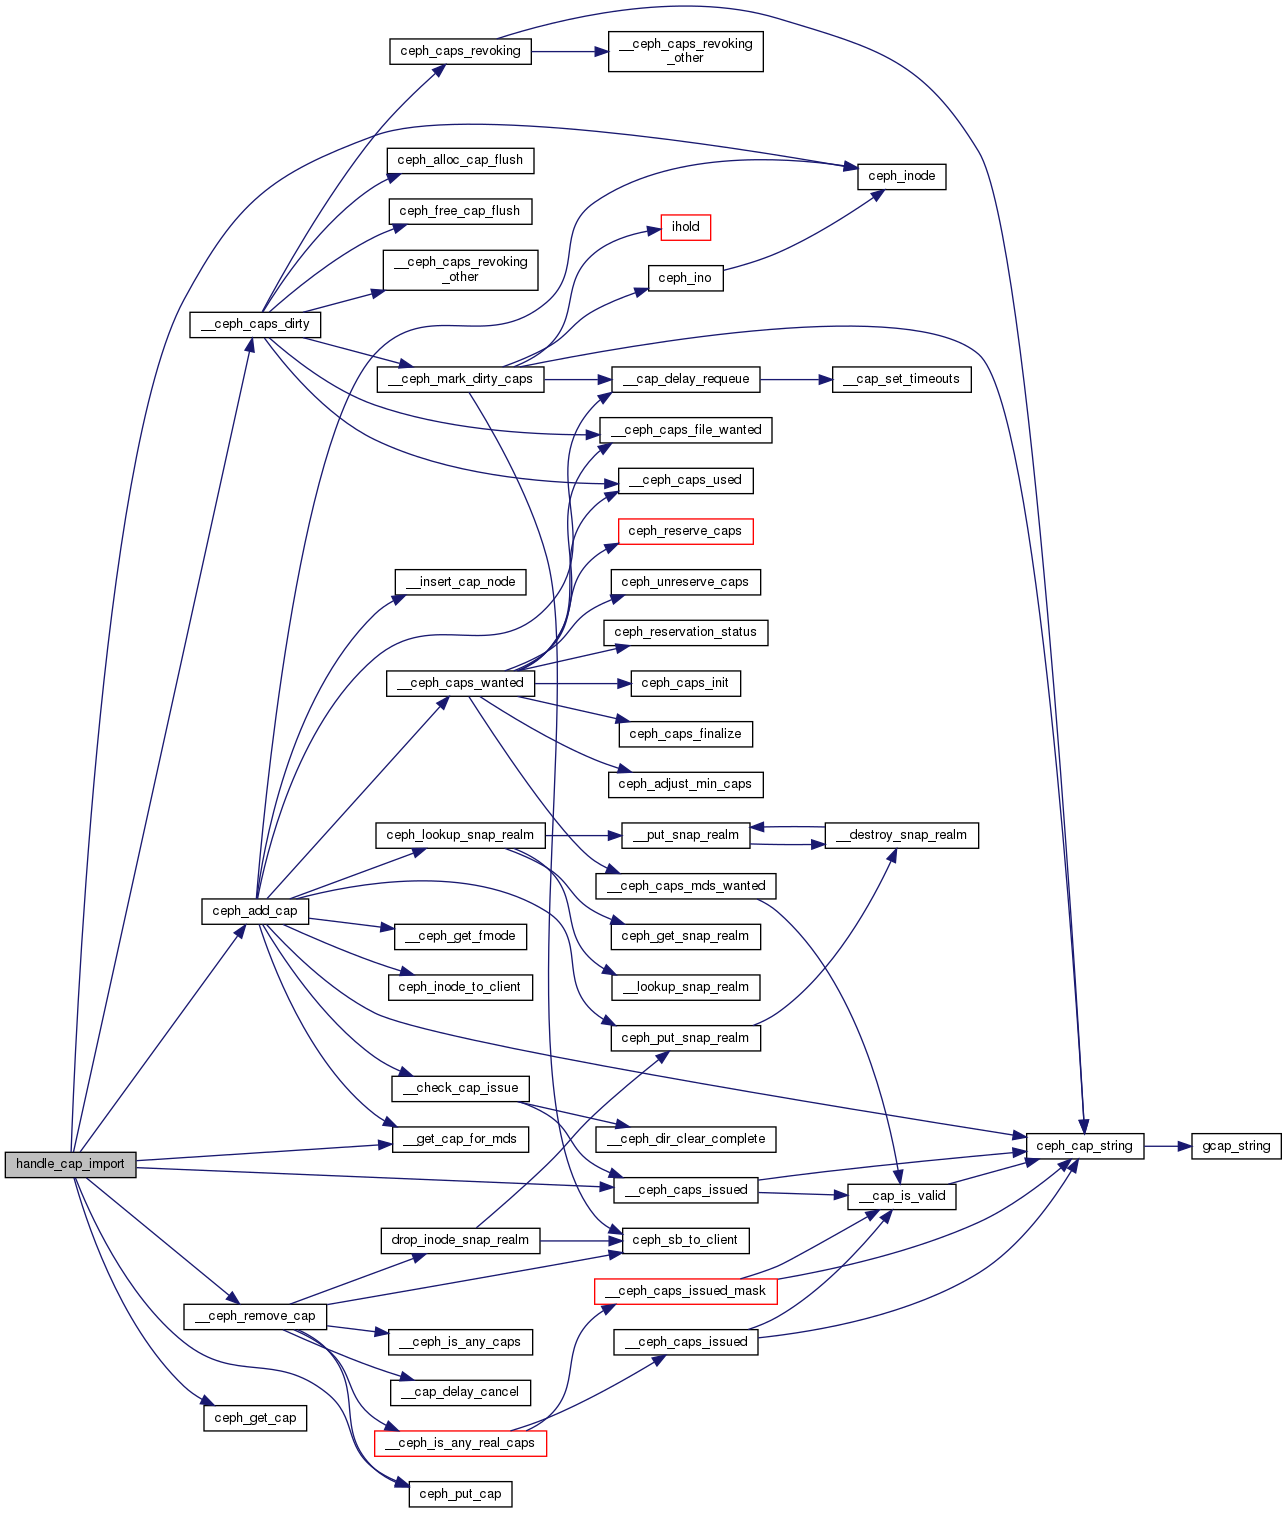 ceph_caps_revoking
__ceph_caps_revoking
_other
ceph_alloc_cap_flush
ceph_inode
ceph_free_cap_flush
ihold
__ceph_caps_revoking
_other
ceph_ino
__ceph_caps_dirty
__ceph_mark_dirty_caps
__cap_delay_requeue
__cap_set_timeouts
__ceph_caps_file_wanted
__ceph_caps_used
ceph_reserve_caps
__insert_cap_node
ceph_unreserve_caps
ceph_reservation_status
__ceph_caps_wanted
ceph_caps_init
ceph_caps_finalize
ceph_adjust_min_caps
ceph_lookup_snap_realm
__put_snap_realm
__destroy_snap_realm
__ceph_caps_mds_wanted
ceph_add_cap
__ceph_get_fmode
ceph_get_snap_realm
ceph_inode_to_client
__lookup_snap_realm
ceph_put_snap_realm
__check_cap_issue
__get_cap_for_mds
__ceph_dir_clear_complete
ceph_cap_string
gcap_string
handle_cap_import
__ceph_caps_issued
__cap_is_valid
drop_inode_snap_realm
ceph_sb_to_client
__ceph_caps_issued_mask
__ceph_remove_cap
__ceph_is_any_caps
__ceph_caps_issued
__cap_delay_cancel
ceph_get_cap
__ceph_is_any_real_caps
ceph_put_cap